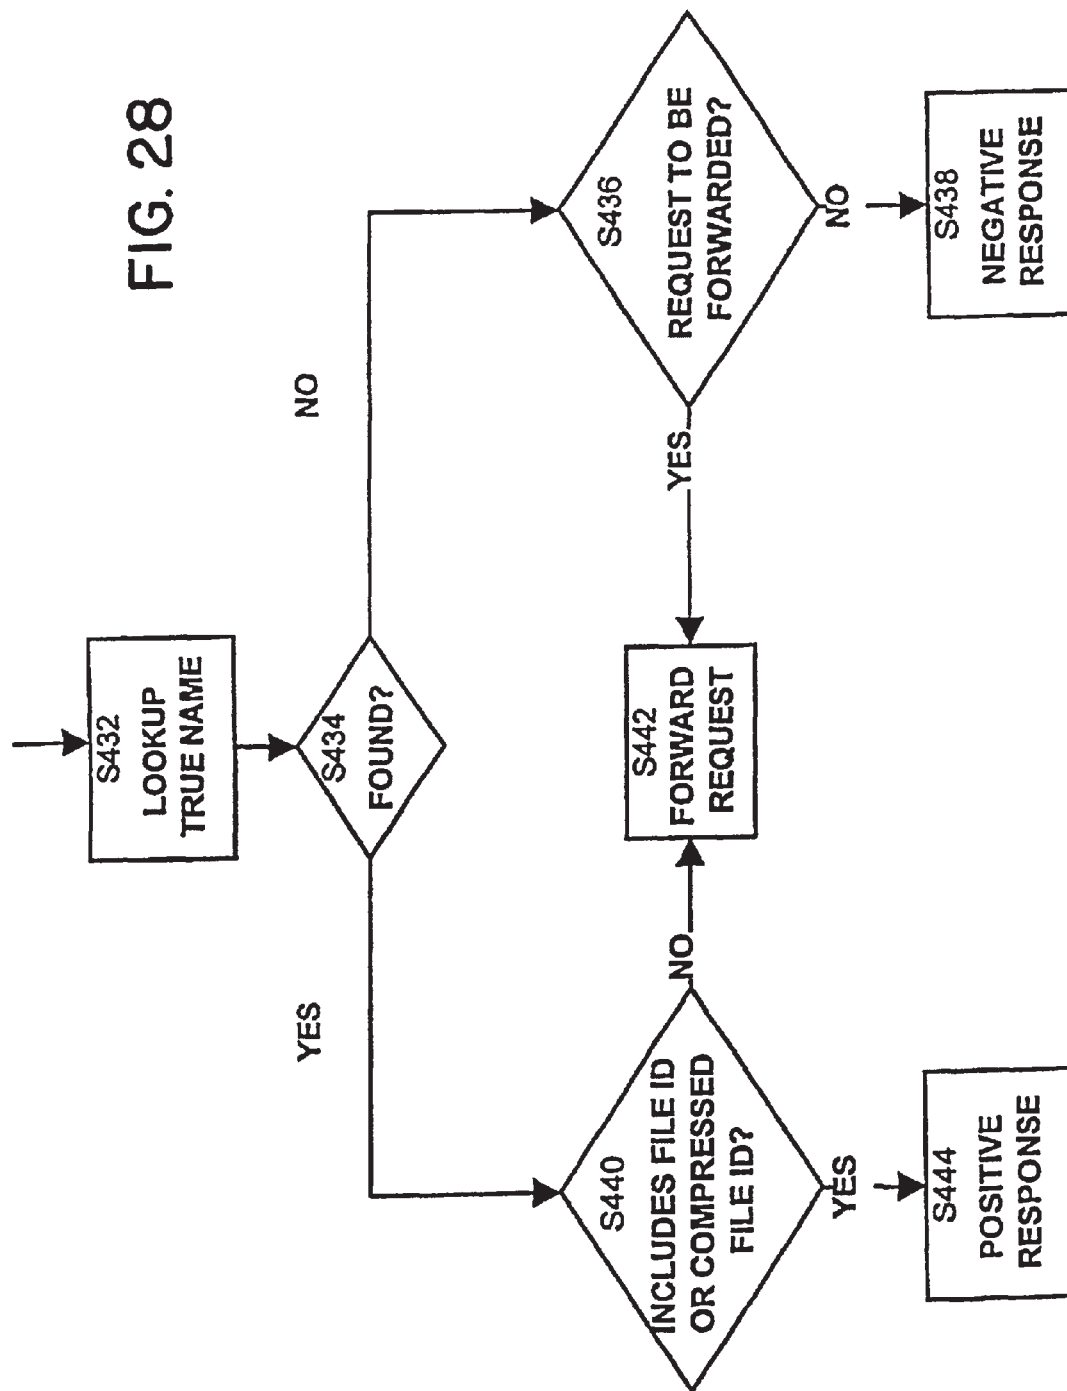 FIG. 28
S432
LOOKUP
TRUE NAME
S434
FOUND?
YES
NO
S440
INCLUDES FILE ID
OR COMPRESSED
FILE ID?
NO
YES
S442
FORWARD
REQUEST
YES
S436
REQUEST TO BE
FORWARDED?
NO
S444
POSITIVE
RESPONSE
S438
NEGATIVE
RESPONSE